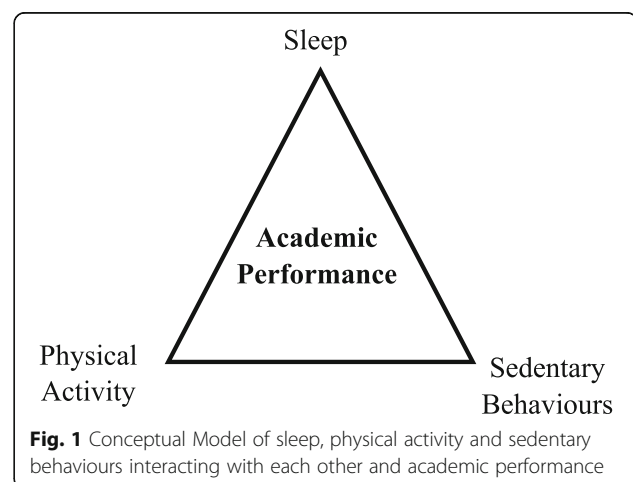 Sleep
Academic
Performance
Physical
Activity
Sedentary
Behaviours
Fig. 1 Conceptual Model of sleep, physical activity and sedentary
behaviours interacting with each other and academic performance